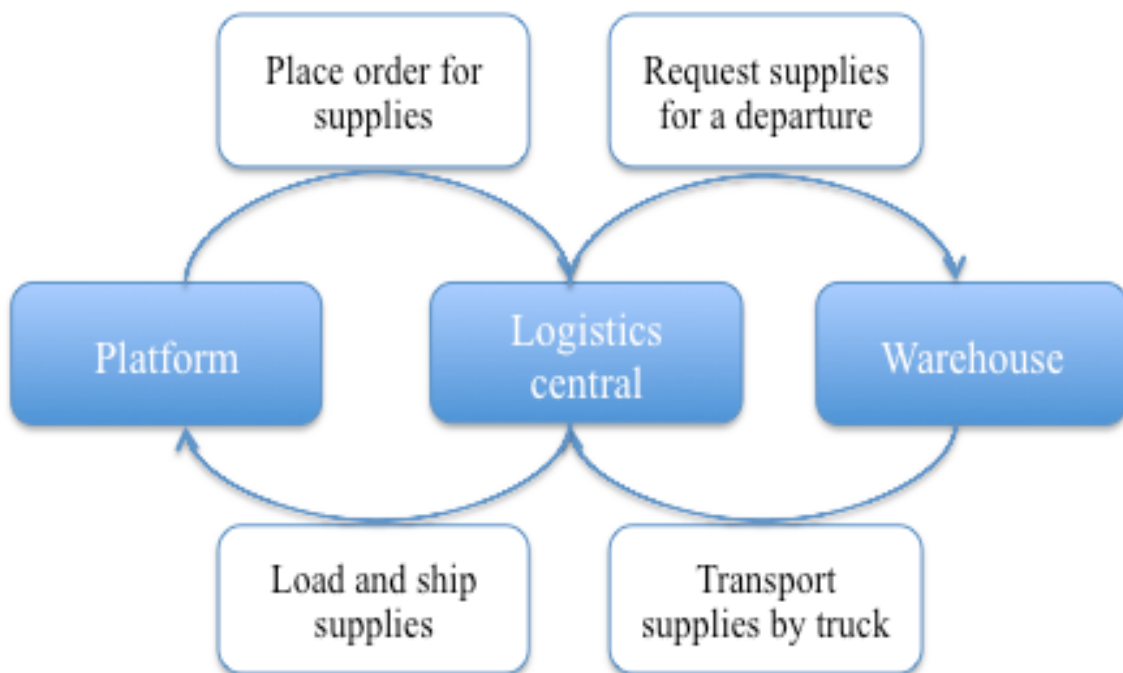 Place order for
supplies
Request supplies
for a departure
Platform
Logistics
central
Warehouse
Load and ship
supplies
Transport
supplies by truck